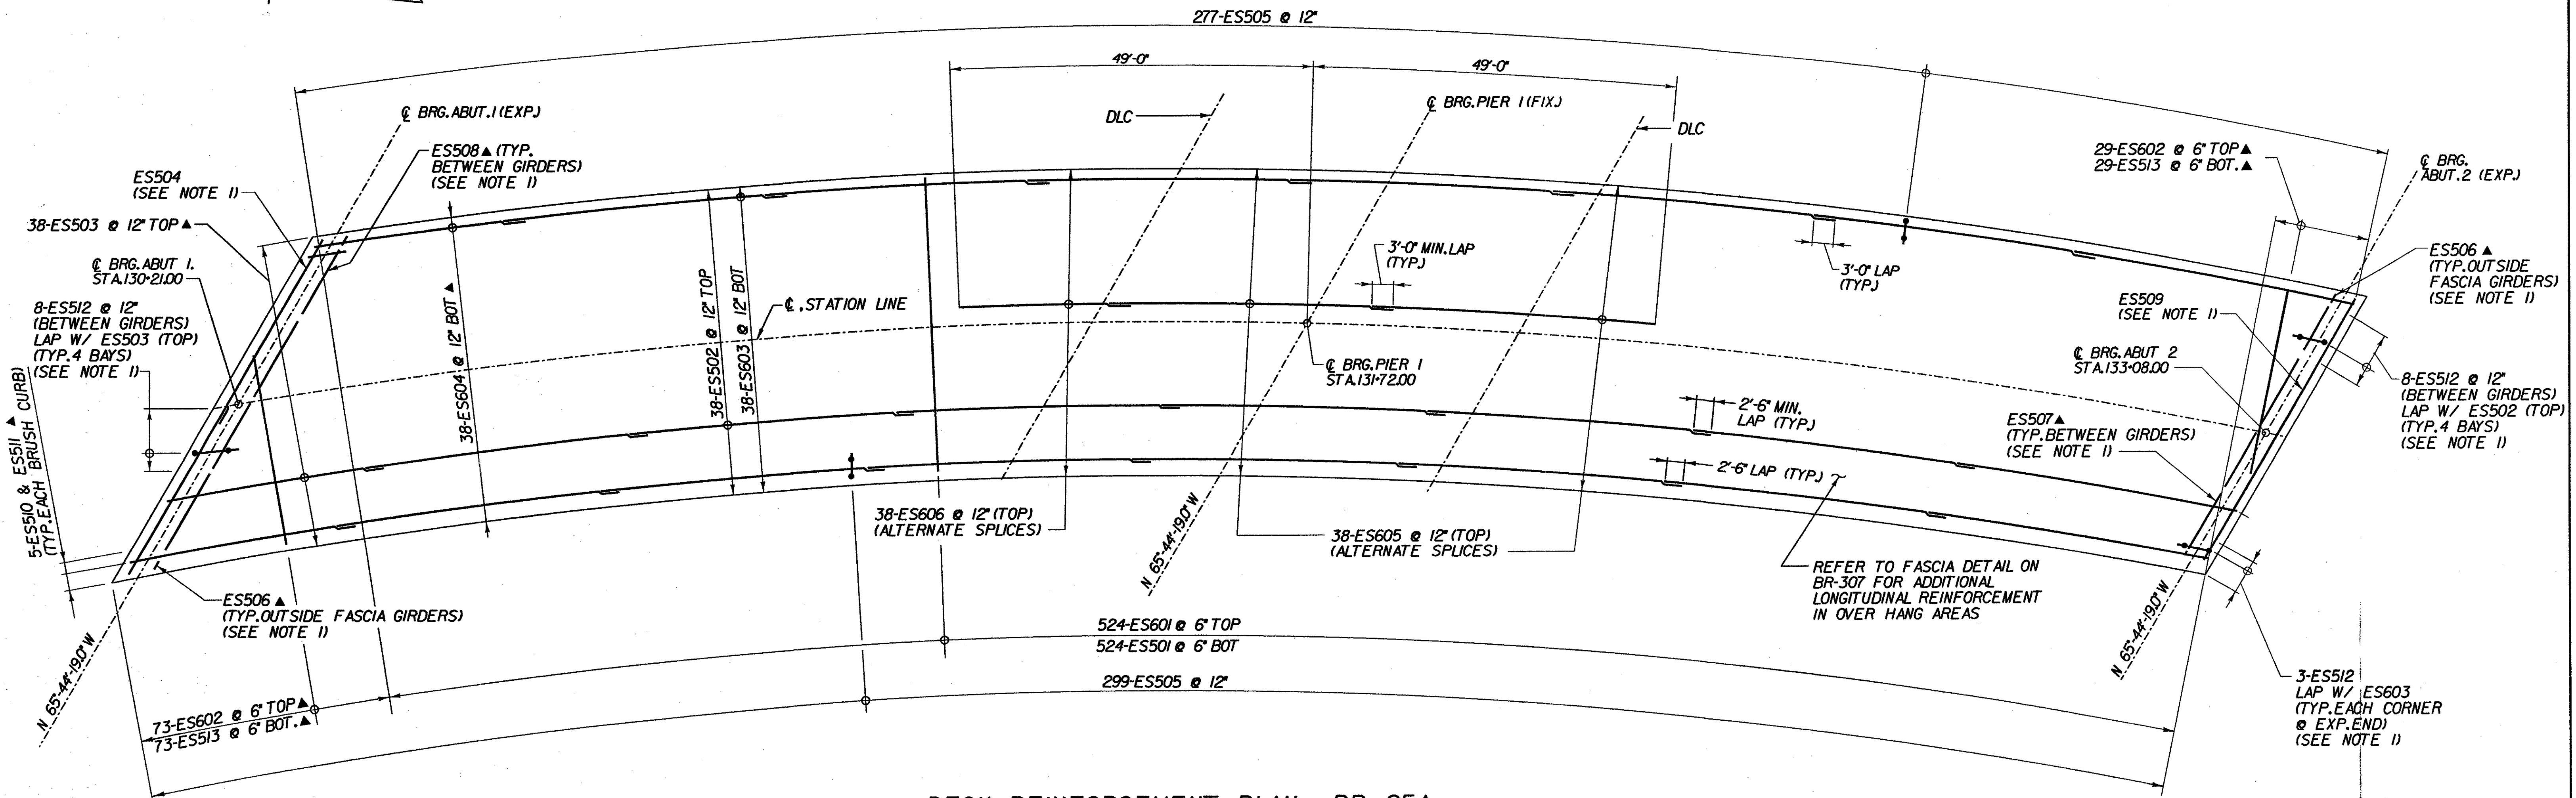 277-ES505 @ 12"
49'-0"
49'-0"
℄ BRG.ABUT.1 (EXP.)
DLC
℄ BRG.PIER 1 (FIX.)
DLC
ES508▲ (TYP.
BETWEEN GIRDERS)
(SEE NOTE 1)
ES504
(SEE NOTE 1)
38-ES503 @ 12" TOP▲
℄ BRG.ABUT 1.
STA.130+21.00
8-ES512 @ 12"
(BETWEEN GIRDERS)
LAP W/ ES503 (TOP)
(TYP.4 BAYS)
(SEE NOTE 1)
5-ES510 & ES511 ▲
(TYP.EACH BRUSH CURB)
38-ES604 @ 12" BOT ▲
38-ES502 @ 12" TOP
38-ES603 @ 12" BOT
℄ .STATION LINE
3'-0" MIN.LAP
(TYP.)
3'-0" LAP
(TYP.)
29-ES602 @ 6" TOP▲
29-ES513 @ 6" BOT.▲
℄ BRG.
ABUT.2 (EXP.)
ES506 ▲
(TYP.OUTSIDE
FASCIA GIRDERS)
(SEE NOTE 1)
ES509
(SEE NOTE 1)
℄ BRG.PIER 1
STA.131+72.00
℄ BRG.ABUT 2
STA.133+08.00
8-ES512 @ 12"
(BETWEEN GIRDERS)
LAP W/ ES502 (TOP)
(TYP.4 BAYS)
(SEE NOTE 1)
2'-6" MIN.
LAP (TYP.)
ES507▲
(TYP.BETWEEN GIRDERS)
(SEE NOTE 1)
2'-6" LAP (TYP.)
38-ES606 @ 12" (TOP)
(ALTERNATE SPLICES)
38-ES605 @ 12" (TOP)
(ALTERNATE SPLICES)
N 65°-44'-19.0" W
REFER TO FASCIA DETAIL ON
BR-307 FOR ADDITIONAL
LONGITUDINAL REINFORCEMENT
IN OVER HANG AREAS
ES506 ▲
(TYP.OUTSIDE FASCIA GIRDERS)
(SEE NOTE 1)
N 65°-44'-19.0" W
N 65°-44'-19.0" W
524-ES601 @ 6" TOP
524-ES501 @ 6" BOT
299-ES505 @ 12"
73-ES602 @ 6" TOP▲
73-ES513 @ 6" BOT.▲
3-ES512
LAP W/ ES603
(TYP.EACH CORNER
@ EXP.END)
(SEE NOTE 1)